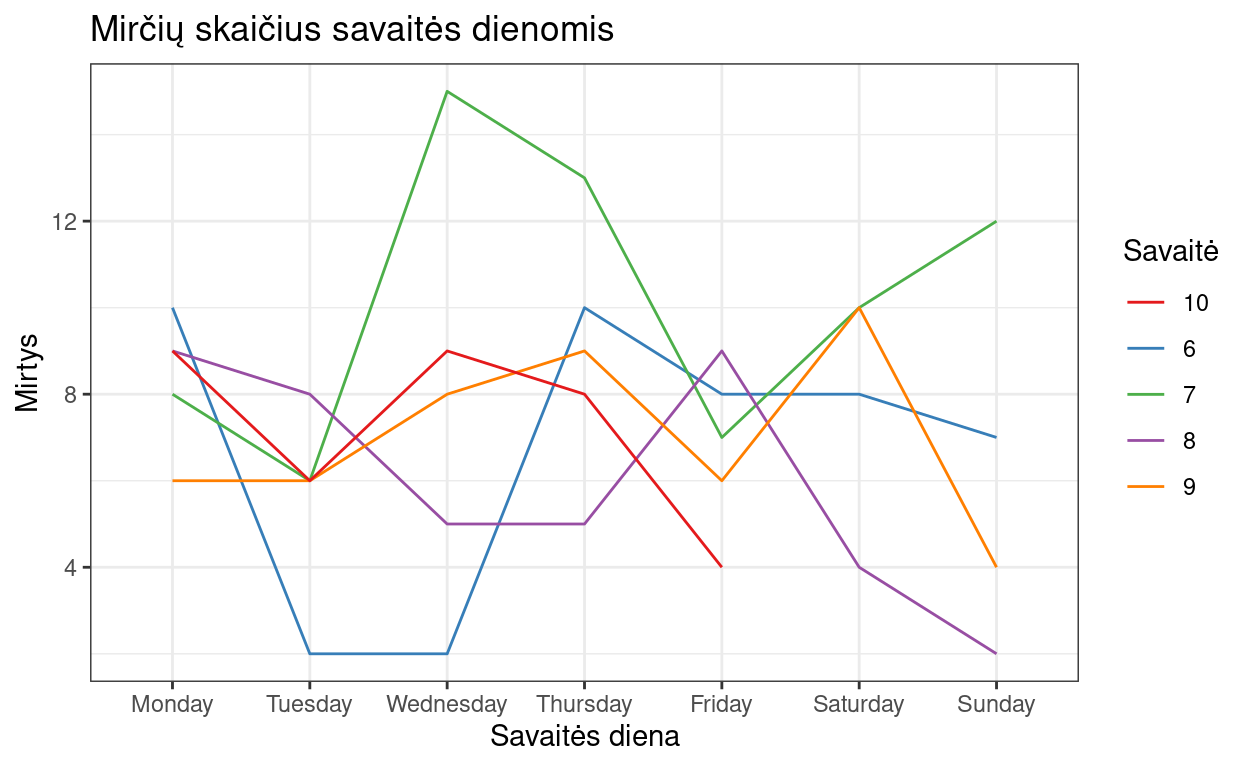 Mirčių skaičius savaitės dienomis
Mirtys
12
8
4
Monday Tuesday Wednesday Thursday Friday Saturday Sunday
Savaitės diena
Savaitė
10
6
7
8
9